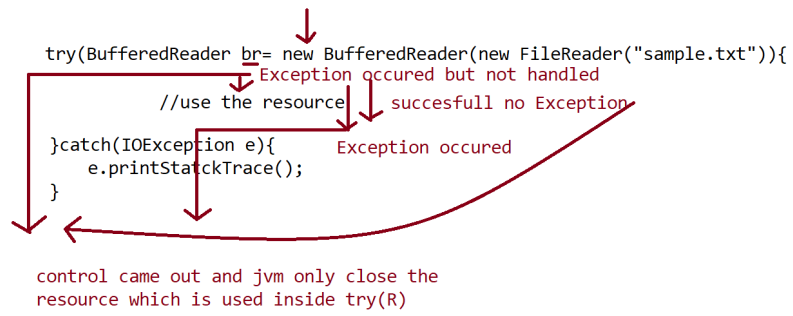 try(BufferedReader br= new BufferedReader(new FileReader("sample.txt")){
Exception occured but not handled
//use the resource
succesfull no Exception
}catch(IOException e){
Exception occured
e.printStatckTrace();
}
control came out and jvm only close the
resource which is used inside try(R)